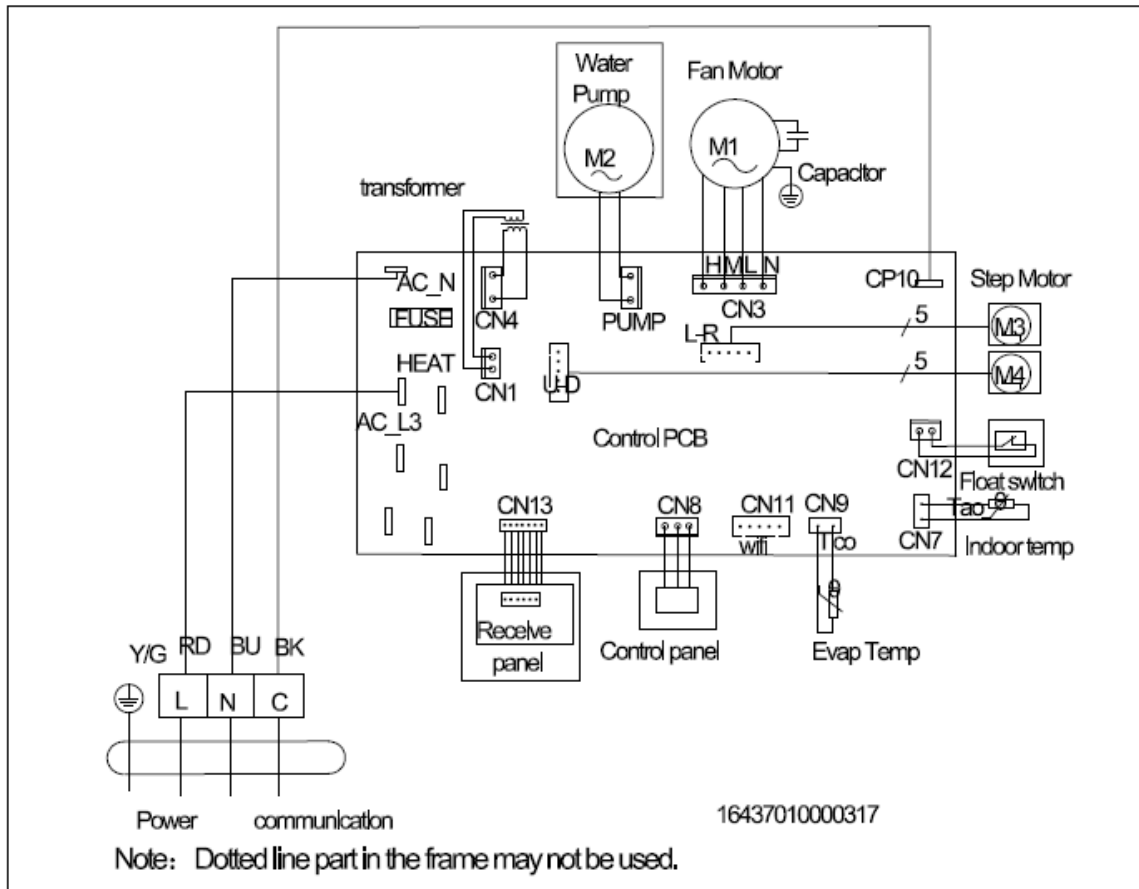 Water
Pump
M2
Fan Motor
M1
Capacitor
transformer
H M L N
AC_N
FUSE
CN4
PUMP
CN3
CP10
Step Motor
L-R
5
M3
HEAT
CN1
U-D
5
M4
AC_L3
Control PCB
CN12
Float switch
CN13
CN8
CN11
wifi
CN9
Tco
Tao
CN7
Indoor temp
Receive
panel
Control panel
Evap Temp
Y/G
RD
BU
BK
L
N
C
Power
communication
16437010000317
Note: Dotted line part in the frame may not be used.